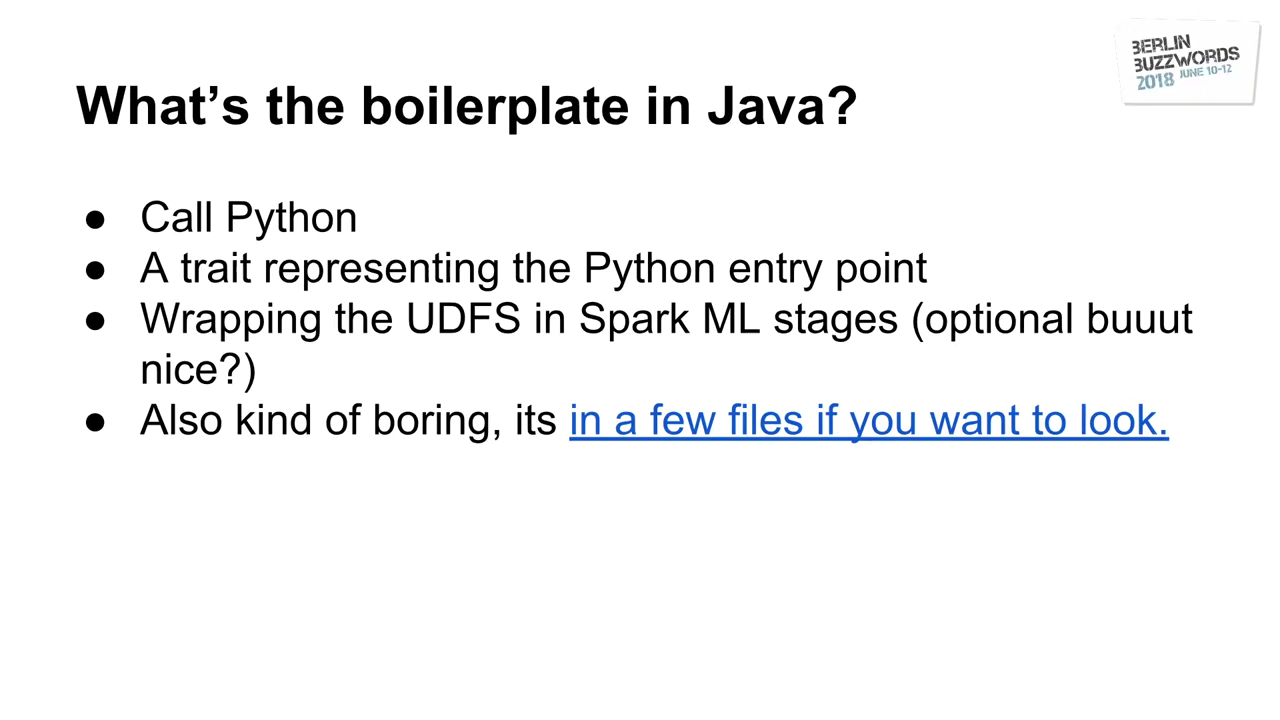 BERLIN
BUZZWORDS
2018 JUNE 10-12
What’s the boilerplate in Java?
● Call Python
● A trait representing the Python entry point
● Wrapping the UDFS in Spark ML stages (optional buuut
nice?)
● Also kind of boring, its in a few files if you want to look.